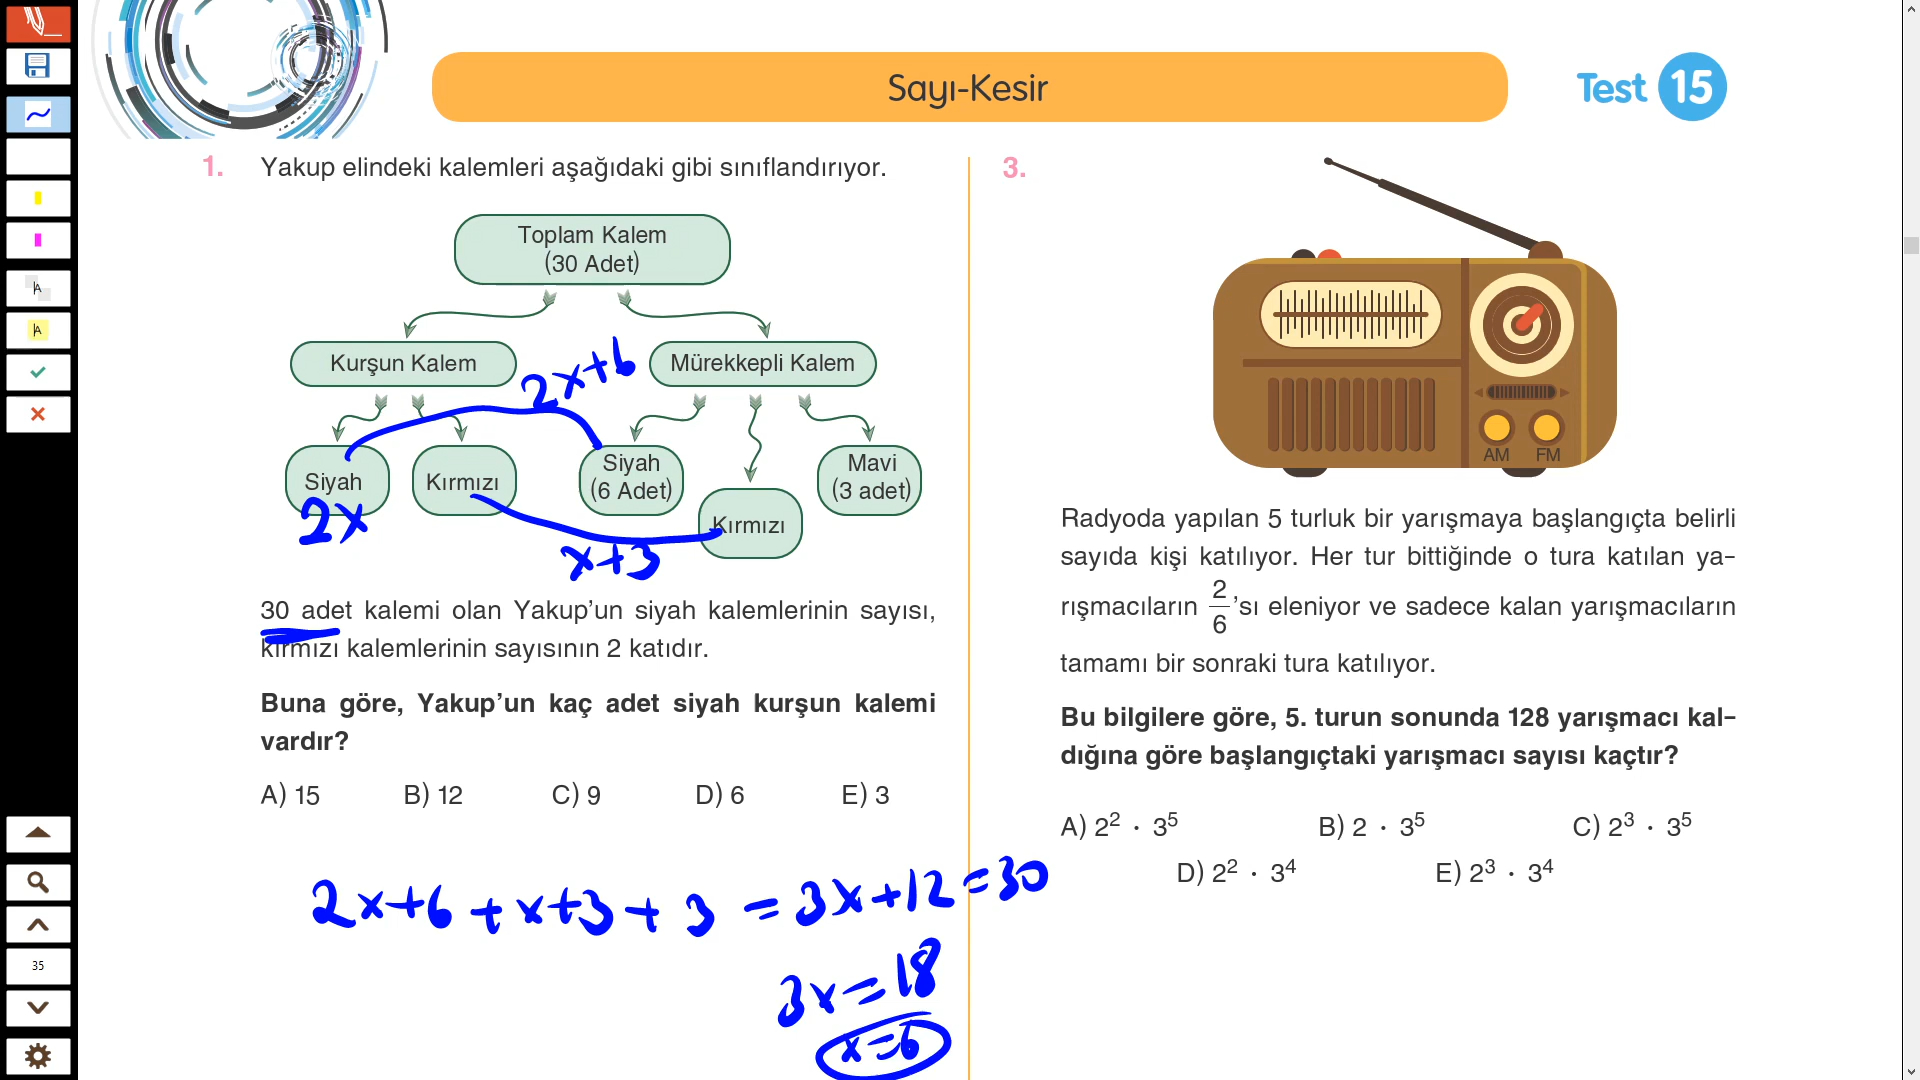 Sayı-Kesir
Test 15
1. Yakup elindeki kalemleri aşağıdaki gibi sınıflandırıyor.
Toplam Kalem
(30 Adet)
Kurşun Kalem
Mürekkepli Kalem
2x+6
Siyah
Kırmızı
Siyah
(6 Adet)
Kırmızı
Mavi
(3 adet)
2x
x+3
30 adet kalemi olan Yakup'un siyah kalemlerinin sayısı,
kırmızı kalemlerinin sayısının 2 katıdır.
Buna göre, Yakup'un kaç adet siyah kurşun kalemi
vardır?
A) 15 B) 12 C) 9 D) 6 E) 3
2x+6 + x+3 + 3 = 3x+12 = 30
3x = 18
x=6
3.
AM FM
Radyoda yapılan 5 turluk bir yarışmaya başlangıçta belirli
sayıda kişi katılıyor. Her tur bittiğinde o tura katılan ya-
rışmacıların 2/6'sı eleniyor ve sadece kalan yarışmacıların
tamamı bir sonraki tura katılıyor.
Bu bilgilere göre, 5. turun sonunda 128 yarışmacı kal-
dığına göre başlangıçtaki yarışmacı sayısı kaçtır?
A) 2² · 3⁵ B) 2 · 3⁵ C) 2³ · 3⁵
D) 2² · 3⁴ E) 2³ · 3⁴
A
A
35